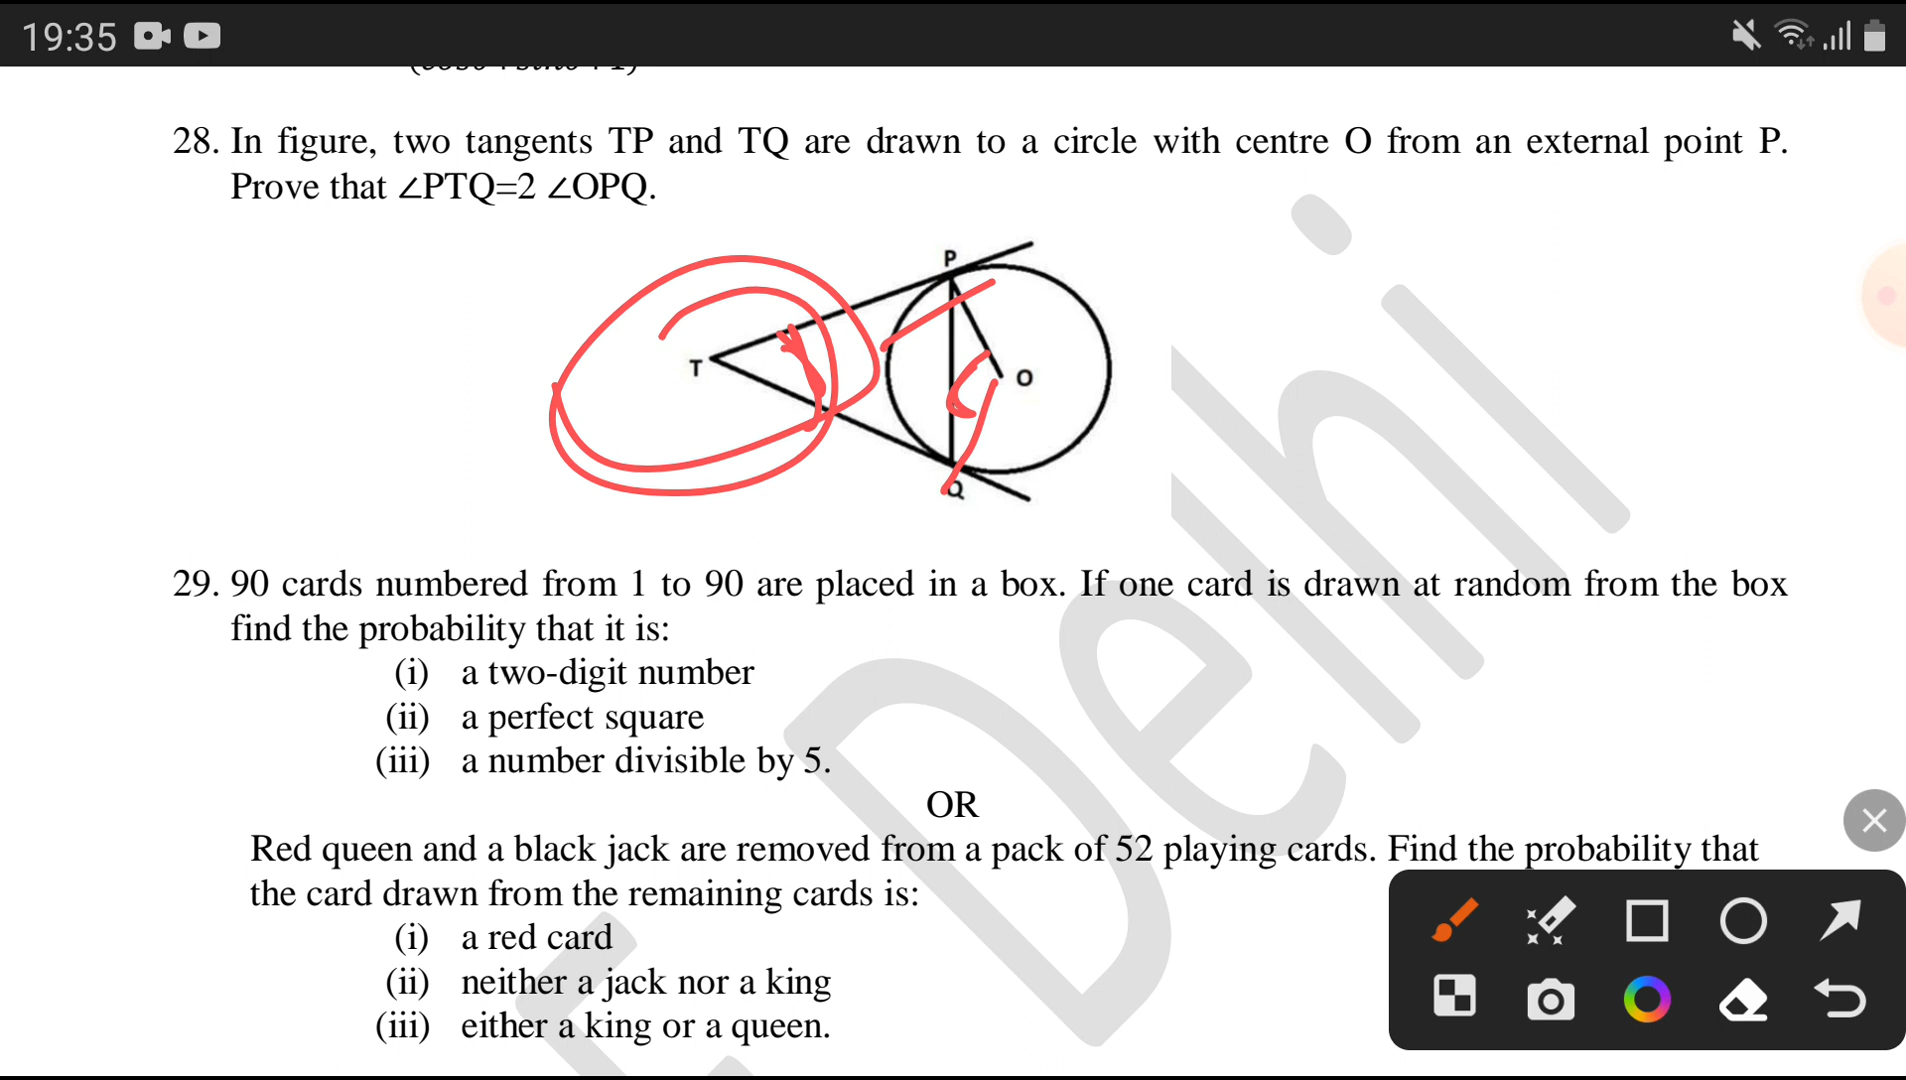 19:35
28. In figure, two tangents TP and TQ are drawn to a circle with centre O from an external point P.
Prove that ∠PTQ=2 ∠OPQ.
P
T
O
Q
29. 90 cards numbered from 1 to 90 are placed in a box. If one card is drawn at random from the box
find the probability that it is:
(i) a two-digit number
(ii) a perfect square
(iii) a number divisible by 5.
OR
Red queen and a black jack are removed from a pack of 52 playing cards. Find the probability that
the card drawn from the remaining cards is:
(i) a red card
(ii) neither a jack nor a king
(iii) either a king or a queen.
Delhi